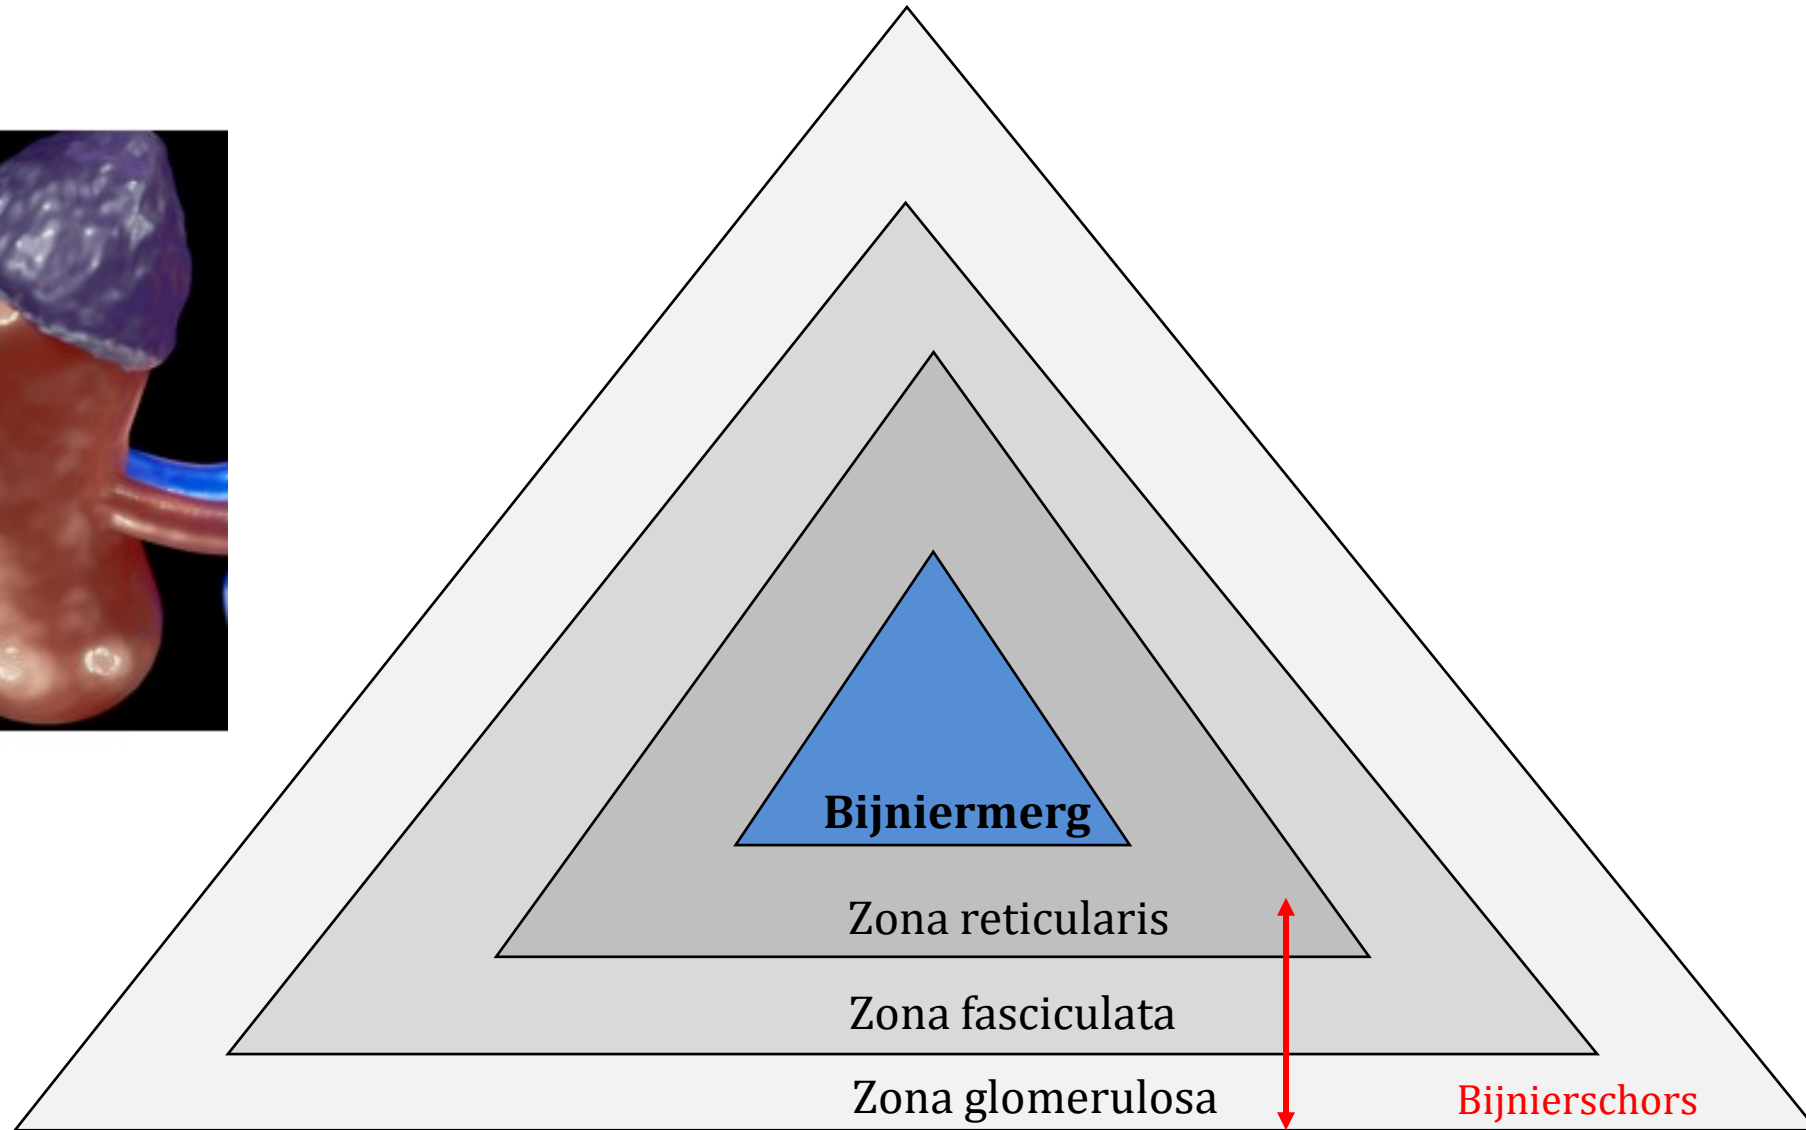 Bijniermerg
Zona reticularis
Zona fasciculata
Zona glomerulosa
Bijnierschors